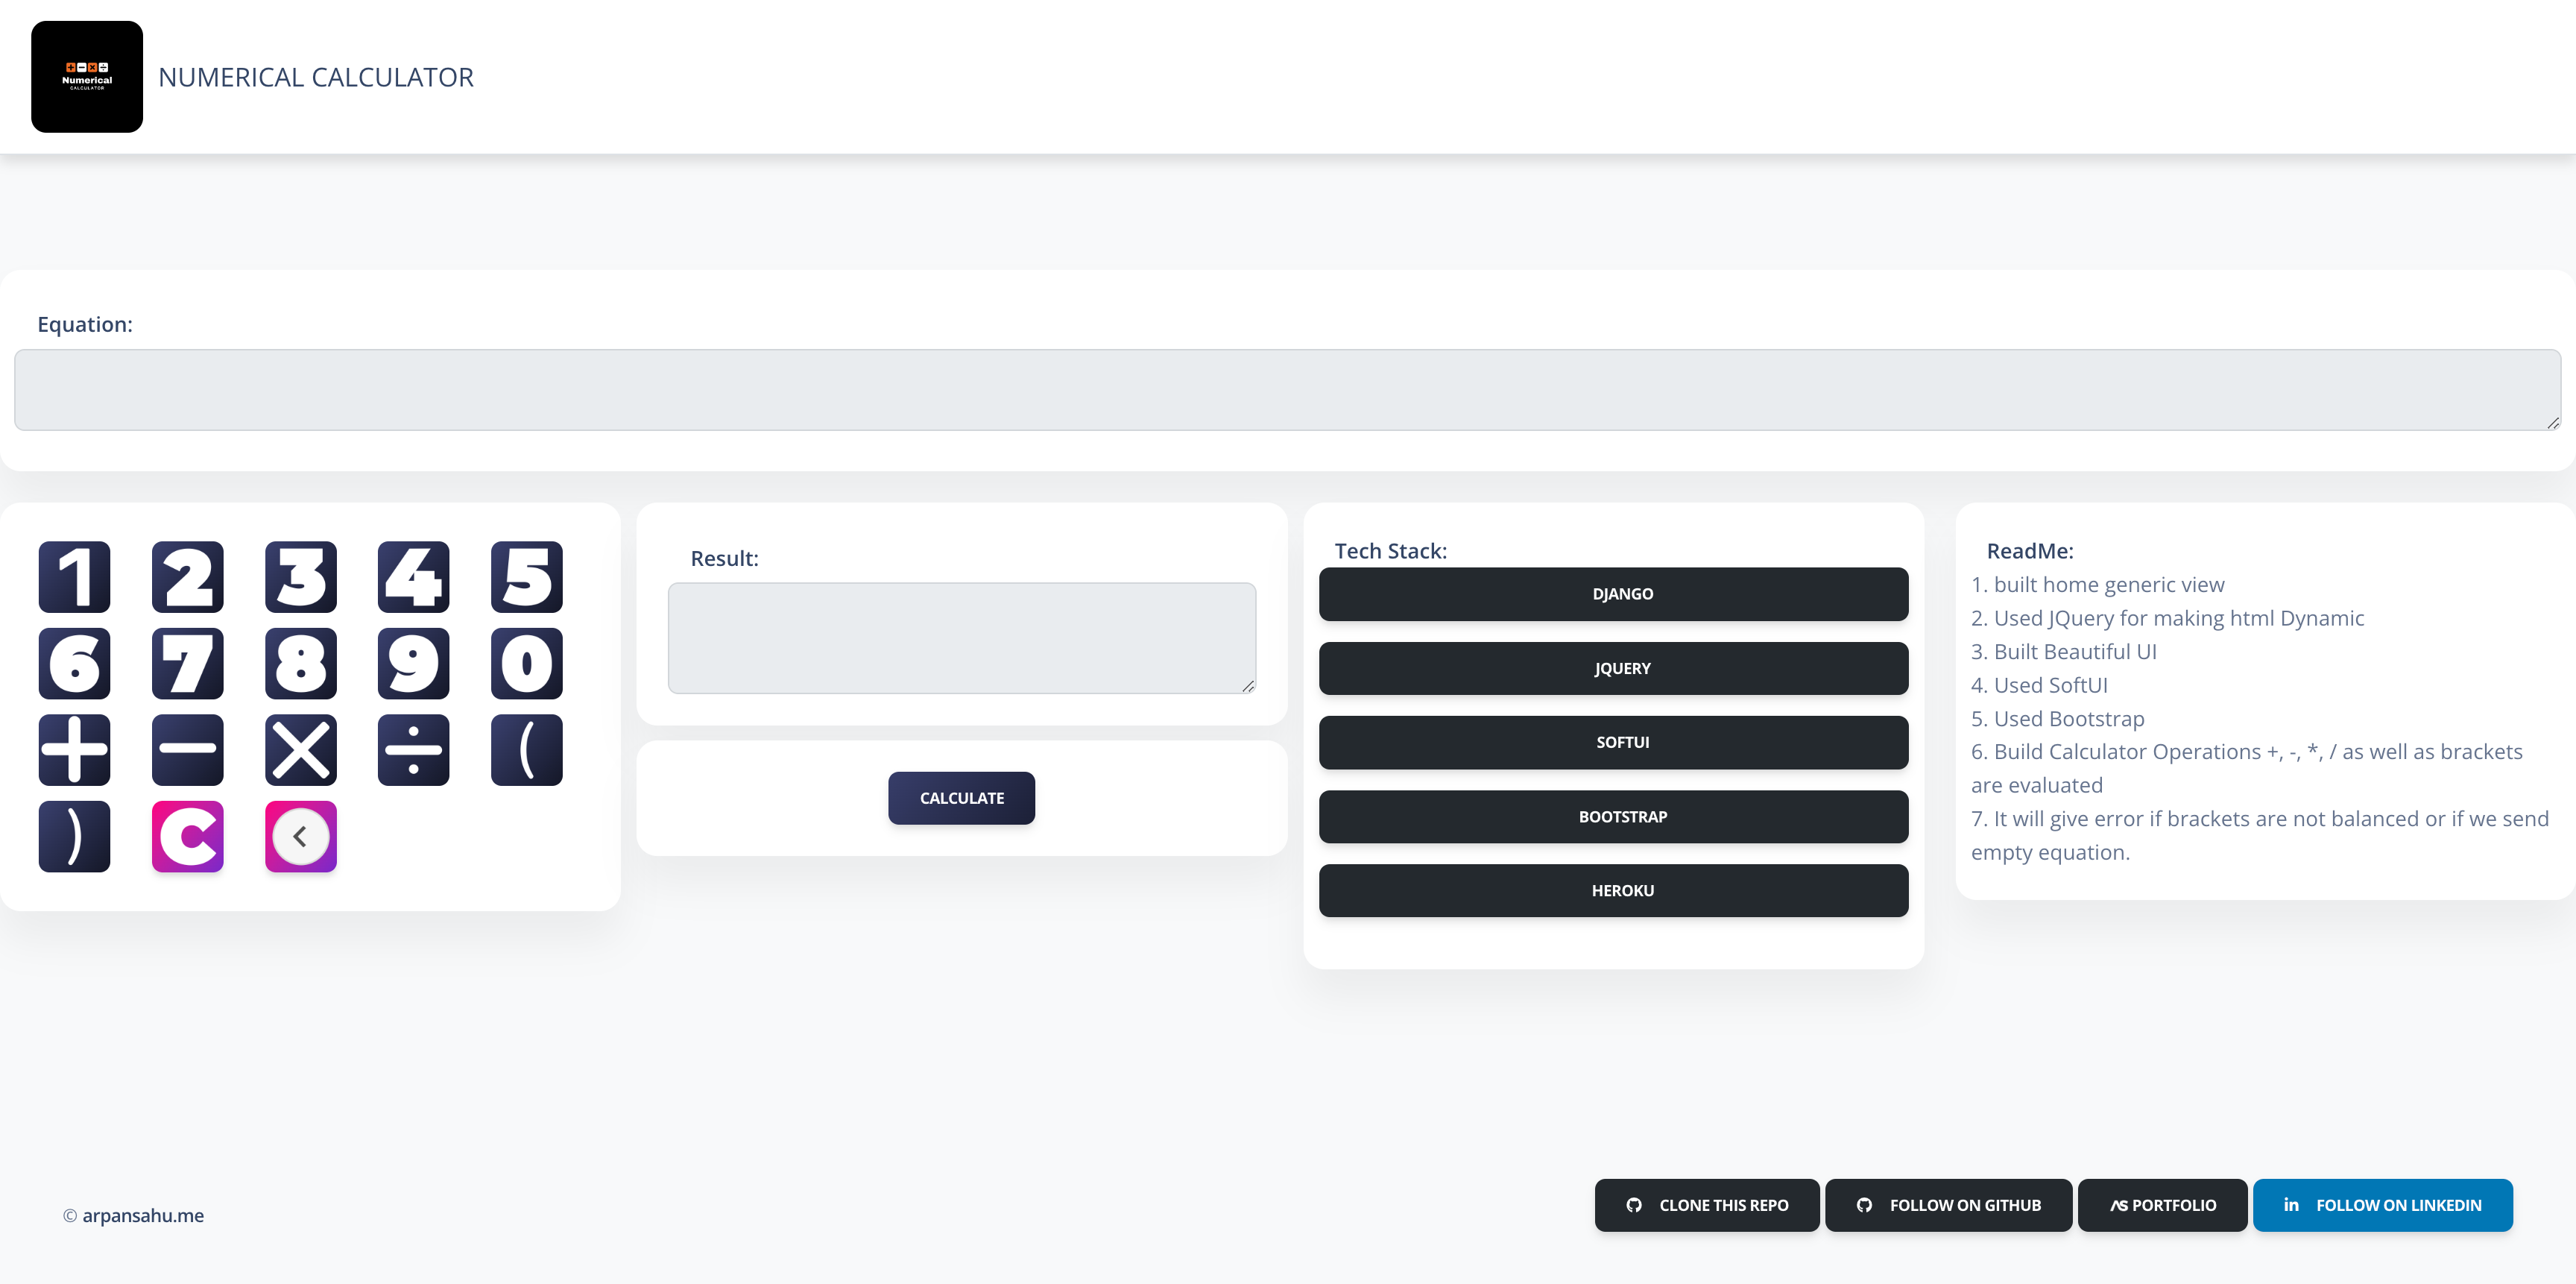 Numerical
CALCULATOR
NUMERICAL CALCULATOR
Equation:
1 2 3 4 5
6 7 8 9 0
+ − × ÷ (
) C <
Result:
CALCULATE
Tech Stack:
DJANGO
JQUERY
SOFTUI
BOOTSTRAP
HEROKU
ReadMe:
1. built home generic view
2. Used JQuery for making html Dynamic
3. Built Beautiful UI
4. Used SoftUI
5. Used Bootstrap
6. Build Calculator Operations +, -, *, / as well as brackets
are evaluated
7. It will give error if brackets are not balanced or if we send
empty equation.
© arpansahu.me
CLONE THIS REPO
FOLLOW ON GITHUB
AS PORTFOLIO
in FOLLOW ON LINKEDIN